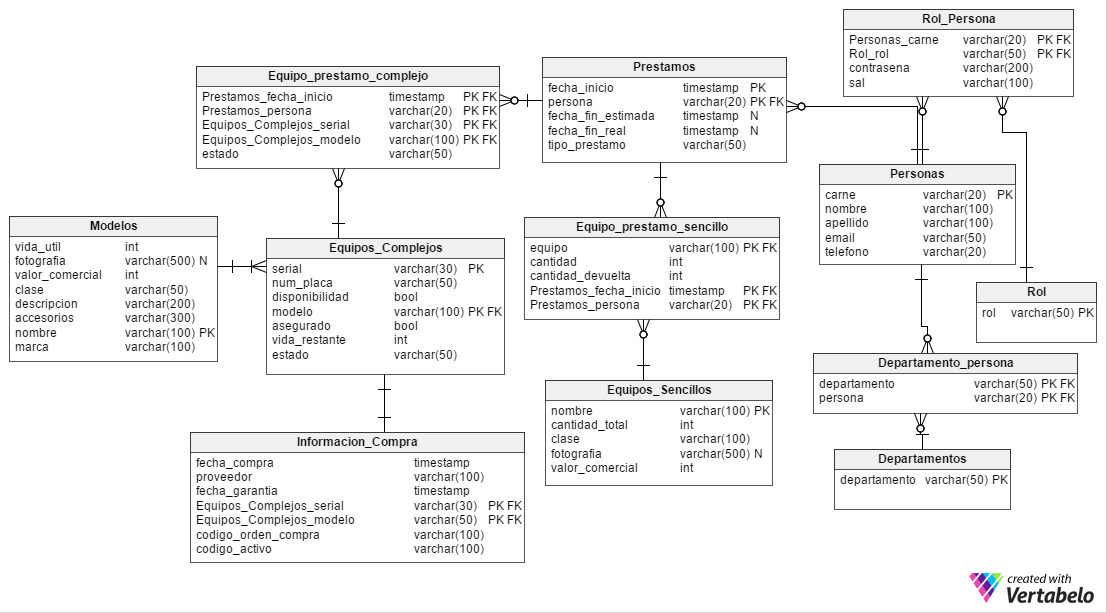 Rol_Persona
Personas_carne varchar(20) PK FK
Rol_rol varchar(50) PK FK
contrasena varchar(200)
sal varchar(100)
Equipo_prestamo_complejo
Prestamos_fecha_inicio timestamp PK FK
Prestamos_persona varchar(20) PK FK
Equipos_Complejos_serial varchar(30) PK FK
Equipos_Complejos_modelo varchar(100) PK FK
estado varchar(50)
Prestamos
fecha_inicio timestamp PK
persona varchar(20) PK FK
fecha_fin_estimada timestamp N
fecha_fin_real timestamp N
tipo_prestamo varchar(50)
Personas
carne varchar(20) PK
nombre varchar(100)
apellido varchar(100)
email varchar(50)
telefono varchar(20)
Modelos
vida_util int
fotografia varchar(500) N
valor_comercial int
clase varchar(50)
descripcion varchar(200)
accesorios varchar(300)
nombre varchar(100) PK
marca varchar(100)
Equipos_Complejos
serial varchar(30) PK
num_placa varchar(50)
disponibilidad bool
modelo varchar(100) PK FK
asegurado bool
vida_restante int
estado varchar(50)
Equipo_prestamo_sencillo
equipo varchar(100) PK FK
cantidad int
cantidad_devuelta int
Prestamos_fecha_inicio timestamp PK FK
Prestamos_persona varchar(20) PK FK
Rol
rol varchar(50) PK
Departamento_persona
departamento varchar(50) PK FK
persona varchar(20) PK FK
Equipos_Sencillos
nombre varchar(100) PK
cantidad_total int
clase varchar(100)
fotografia varchar(500) N
valor_comercial int
Informacion_Compra
fecha_compra timestamp
proveedor varchar(100)
fecha_garantia timestamp
Equipos_Complejos_serial varchar(30) PK FK
Equipos_Complejos_modelo varchar(50) PK FK
codigo_orden_compra varchar(100)
codigo_activo varchar(100)
Departamentos
departamento varchar(50) PK
created with
Vertabelo